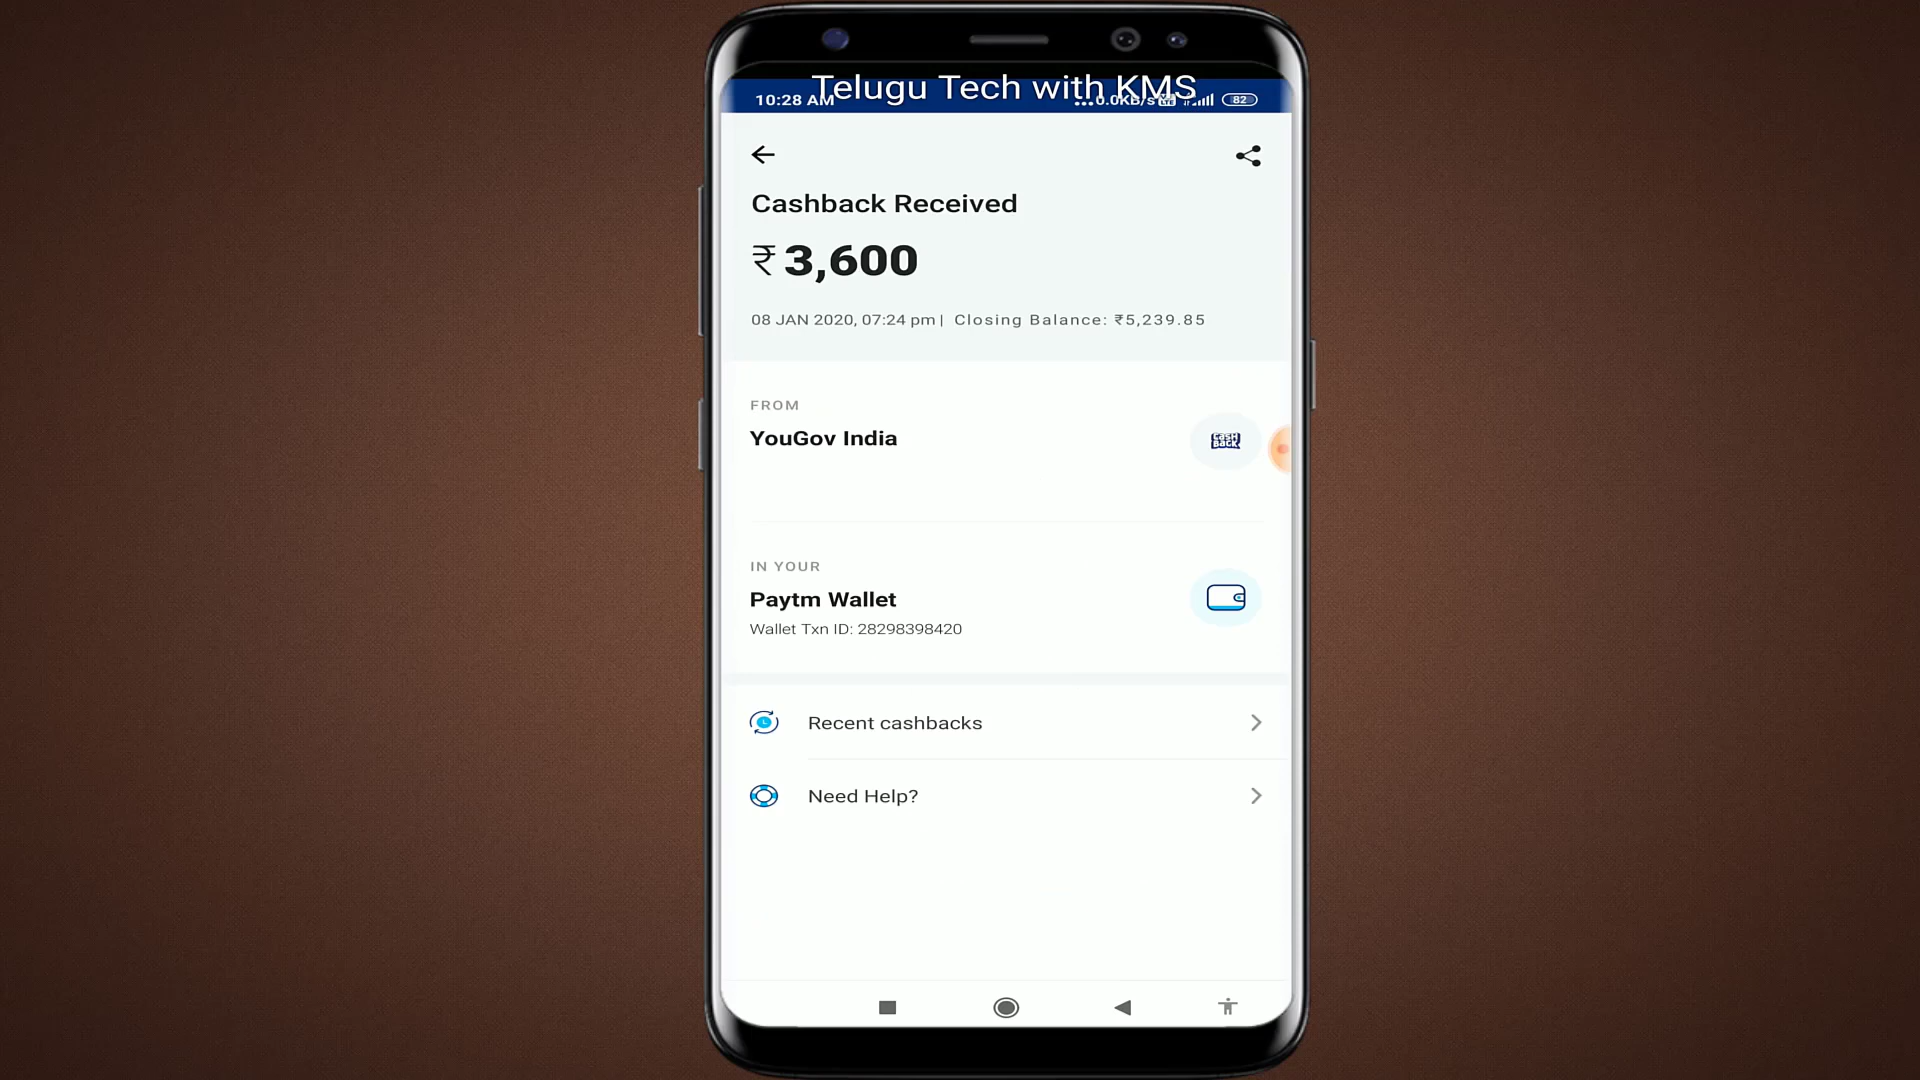 Telugu Tech with KMS
10:28 AM ...0.0KB/s 82
Cashback Received
₹ 3,600
08 JAN 2020, 07:24 pm | Closing Balance: ₹5,239.85
FROM
YouGov India
CASH
BACK
IN YOUR
Paytm Wallet
Wallet Txn ID: 28298398420
Recent cashbacks
Need Help?